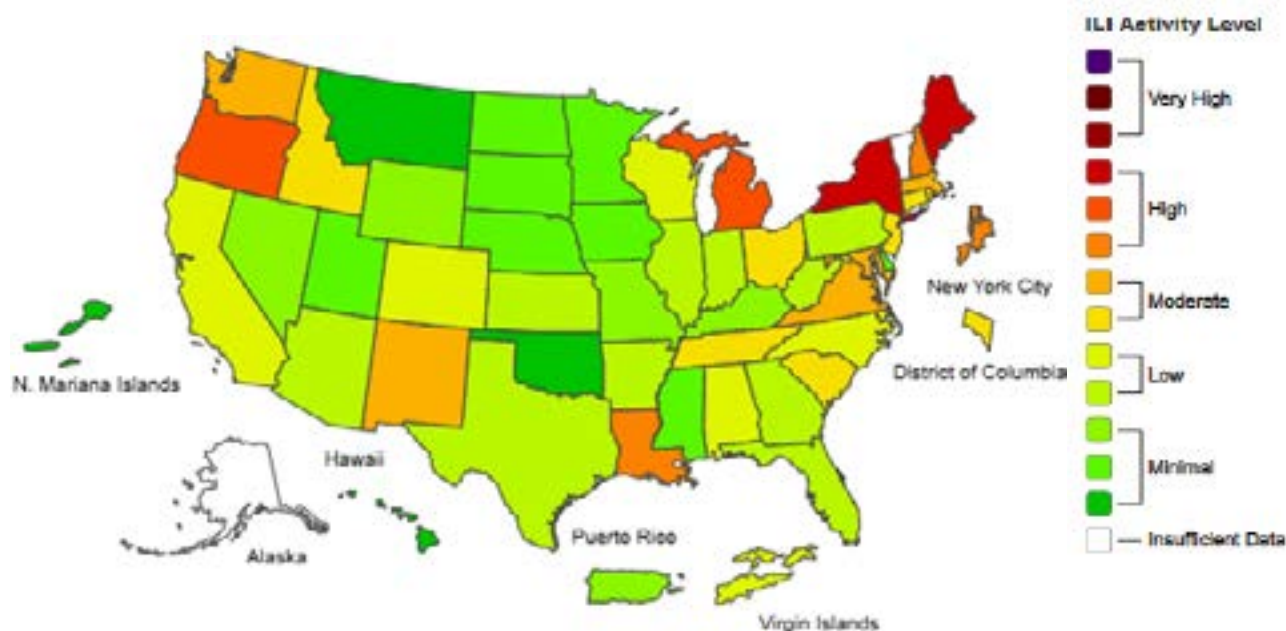 ILI Activity Level
Very High
High
New York City
Moderate
N. Mariana Islands
District of Columbia
Low
Hawaii
Minimal
Puerto Rico
Alaska
Insufficient Data
Virgin Islands